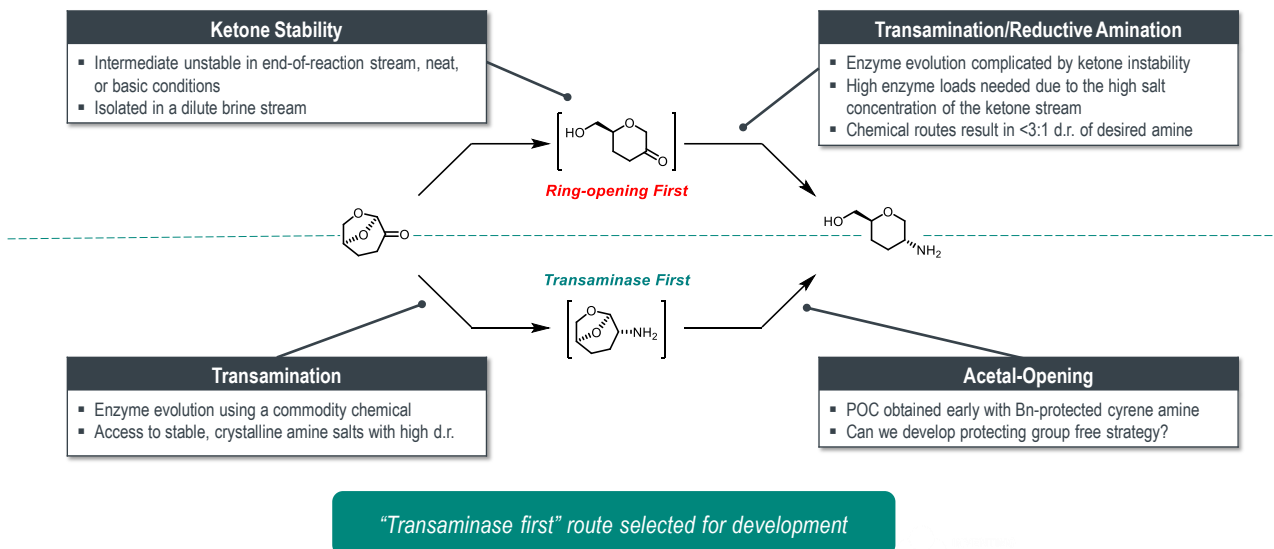 Ketone Stability
▪ Intermediate unstable in end-of-reaction stream, neat,
or basic conditions
▪ Isolated in a dilute brine stream
Transamination/Reductive Amination
▪ Enzyme evolution complicated by ketone instability
▪ High enzyme loads needed due to the high salt
concentration of the ketone stream
▪ Chemical routes result in <3:1 d.r. of desired amine
HO
O
O
Ring-opening First
O
O
O
HO
O
NH2
Transaminase First
O
O
NH2
Transamination
▪ Enzyme evolution using a commodity chemical
▪ Access to stable, crystalline amine salts with high d.r.
Acetal-Opening
▪ POC obtained early with Bn-protected cyrene amine
▪ Can we develop protecting group free strategy?
“Transaminase first” route selected for development